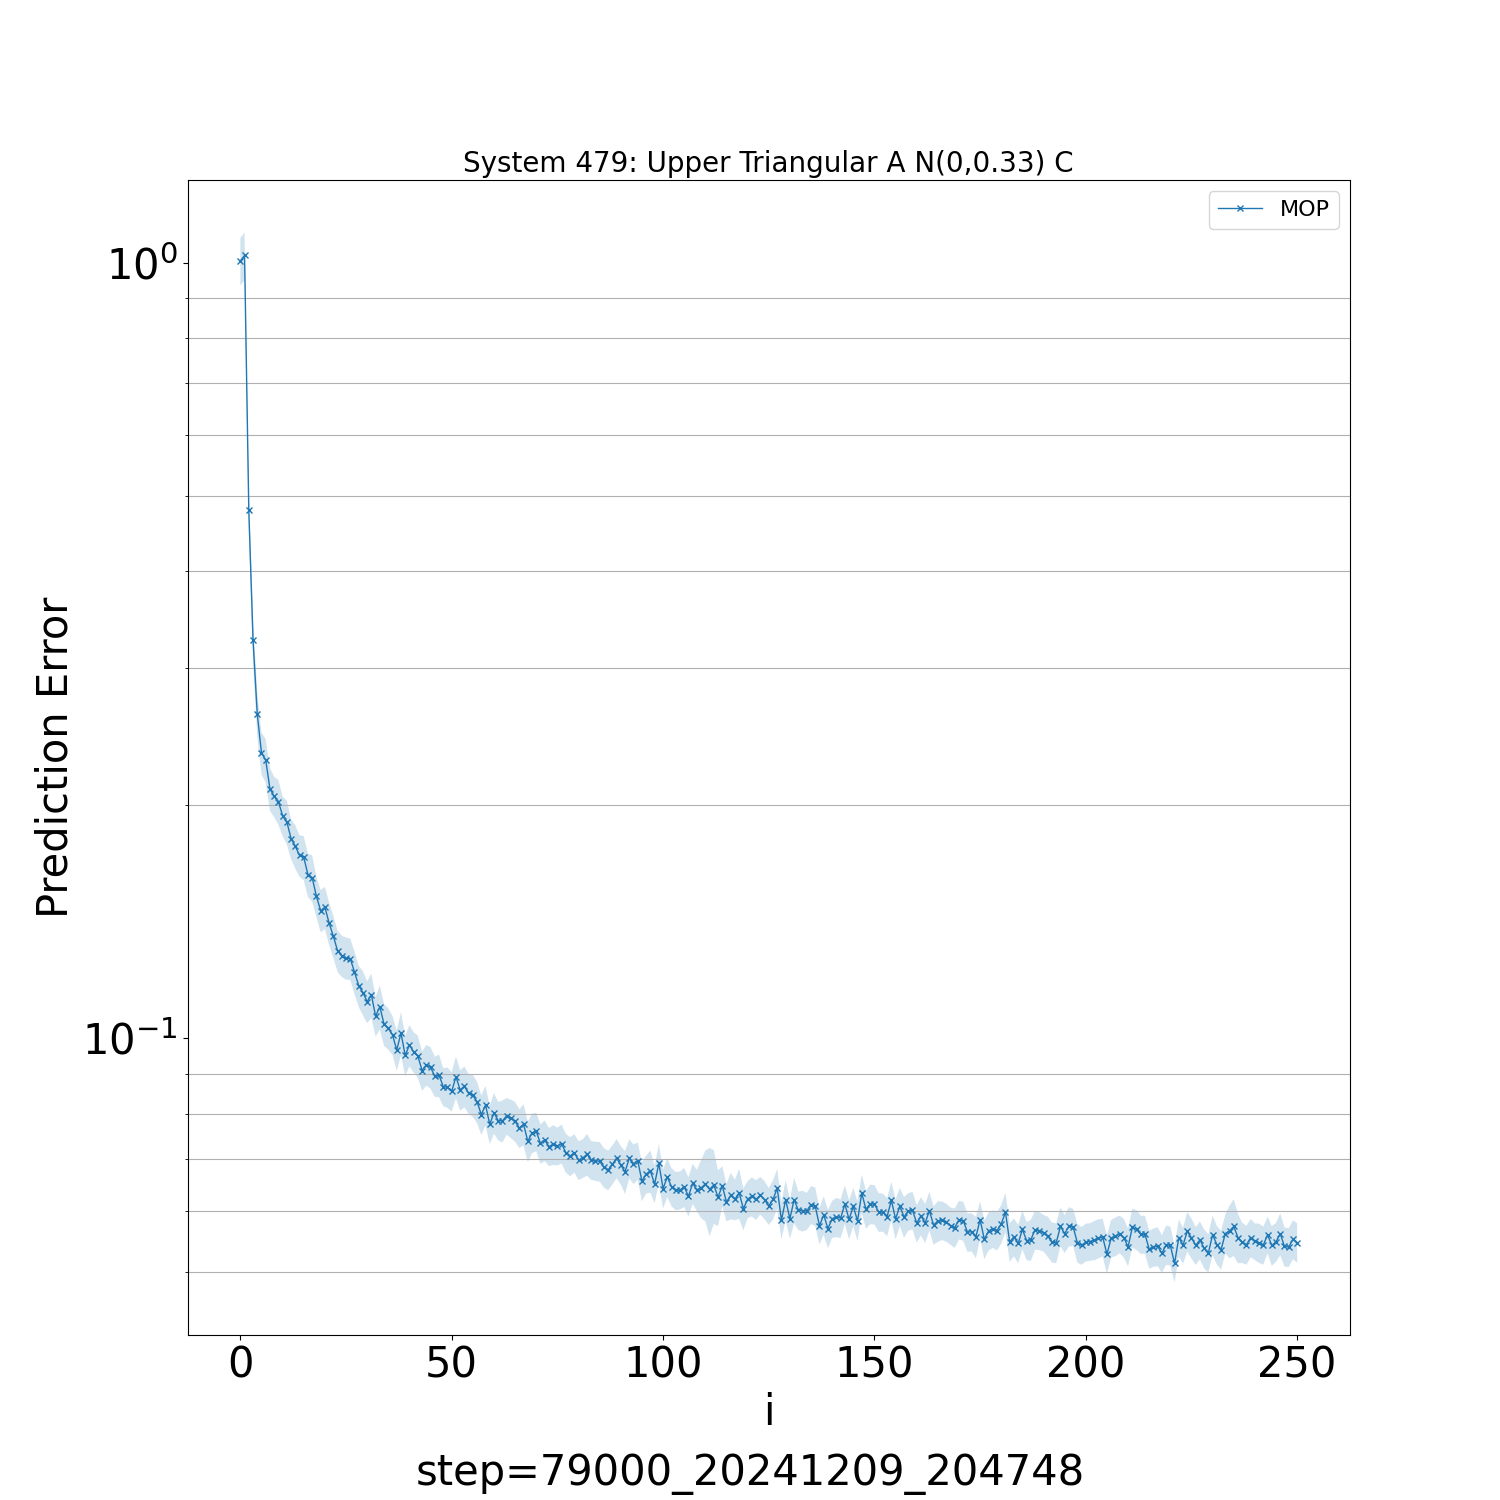 System 479: Upper Triangular A N(0,0.33) C
MOP
10⁰
10⁻¹
Prediction Error
0 50 100 150 200 250
i
step=79000_20241209_204748